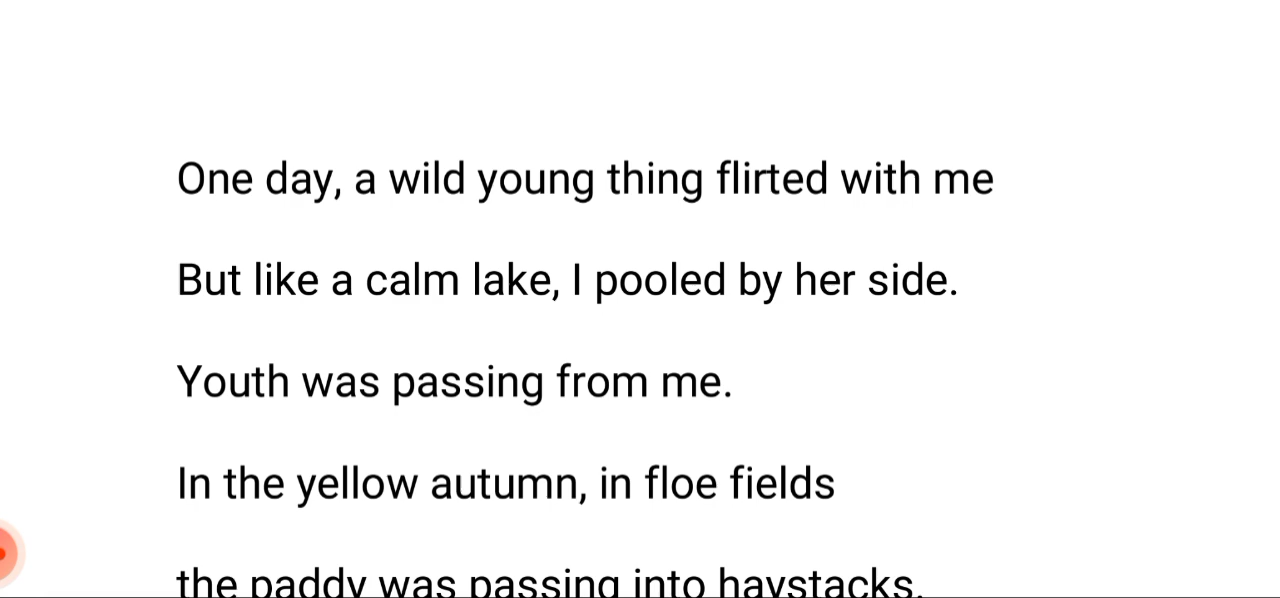 One day, a wild young thing flirted with me
But like a calm lake, I pooled by her side.
Youth was passing from me.
In the yellow autumn, in floe fields
the paddy was passing into haystacks.